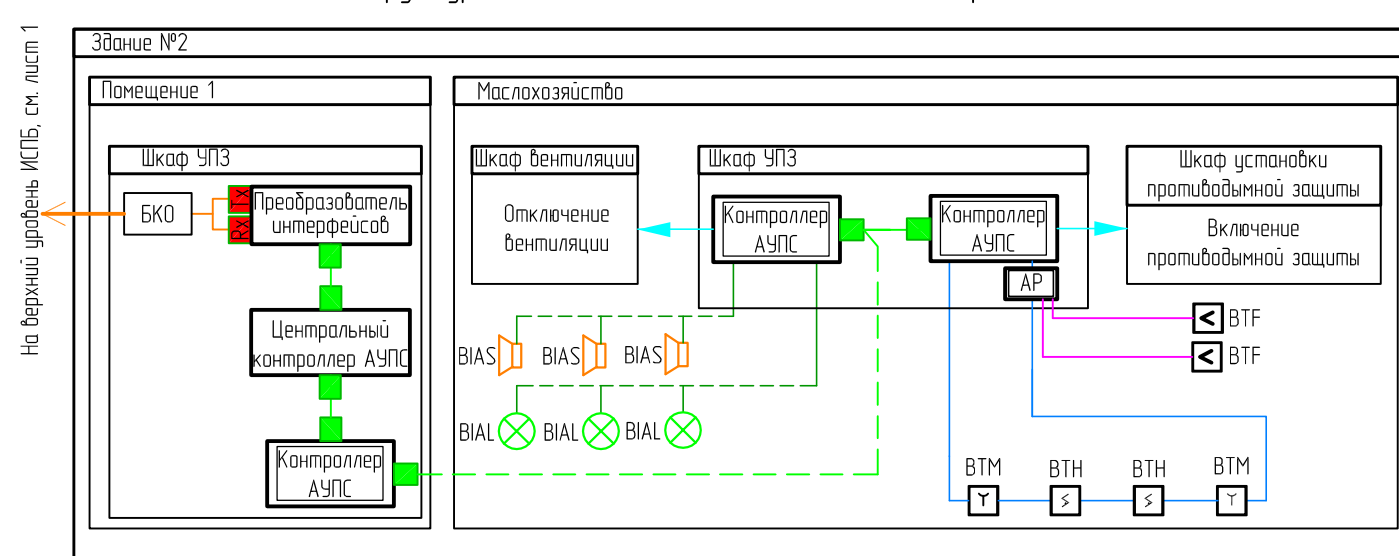 Здание №2
На верхний уровень ИСПБ, см. лист 1
Помещение 1
Шкаф УПЗ
БКО
TX
RX
Преобразователь
интерфейсов
Центральный
контроллер АУПС
Контроллер
АУПС
Маслохозяйство
Шкаф вентиляции
Отключение
вентиляции
Шкаф УПЗ
Контроллер
АУПС
Контроллер
АУПС
АР
Шкаф установки
противодымной защиты
Включение
противодымной защиты
BTF
BTF
BIAS
BIAS
BIAS
BIAL
BIAL
BIAL
BTM
BTH
BTH
BTM